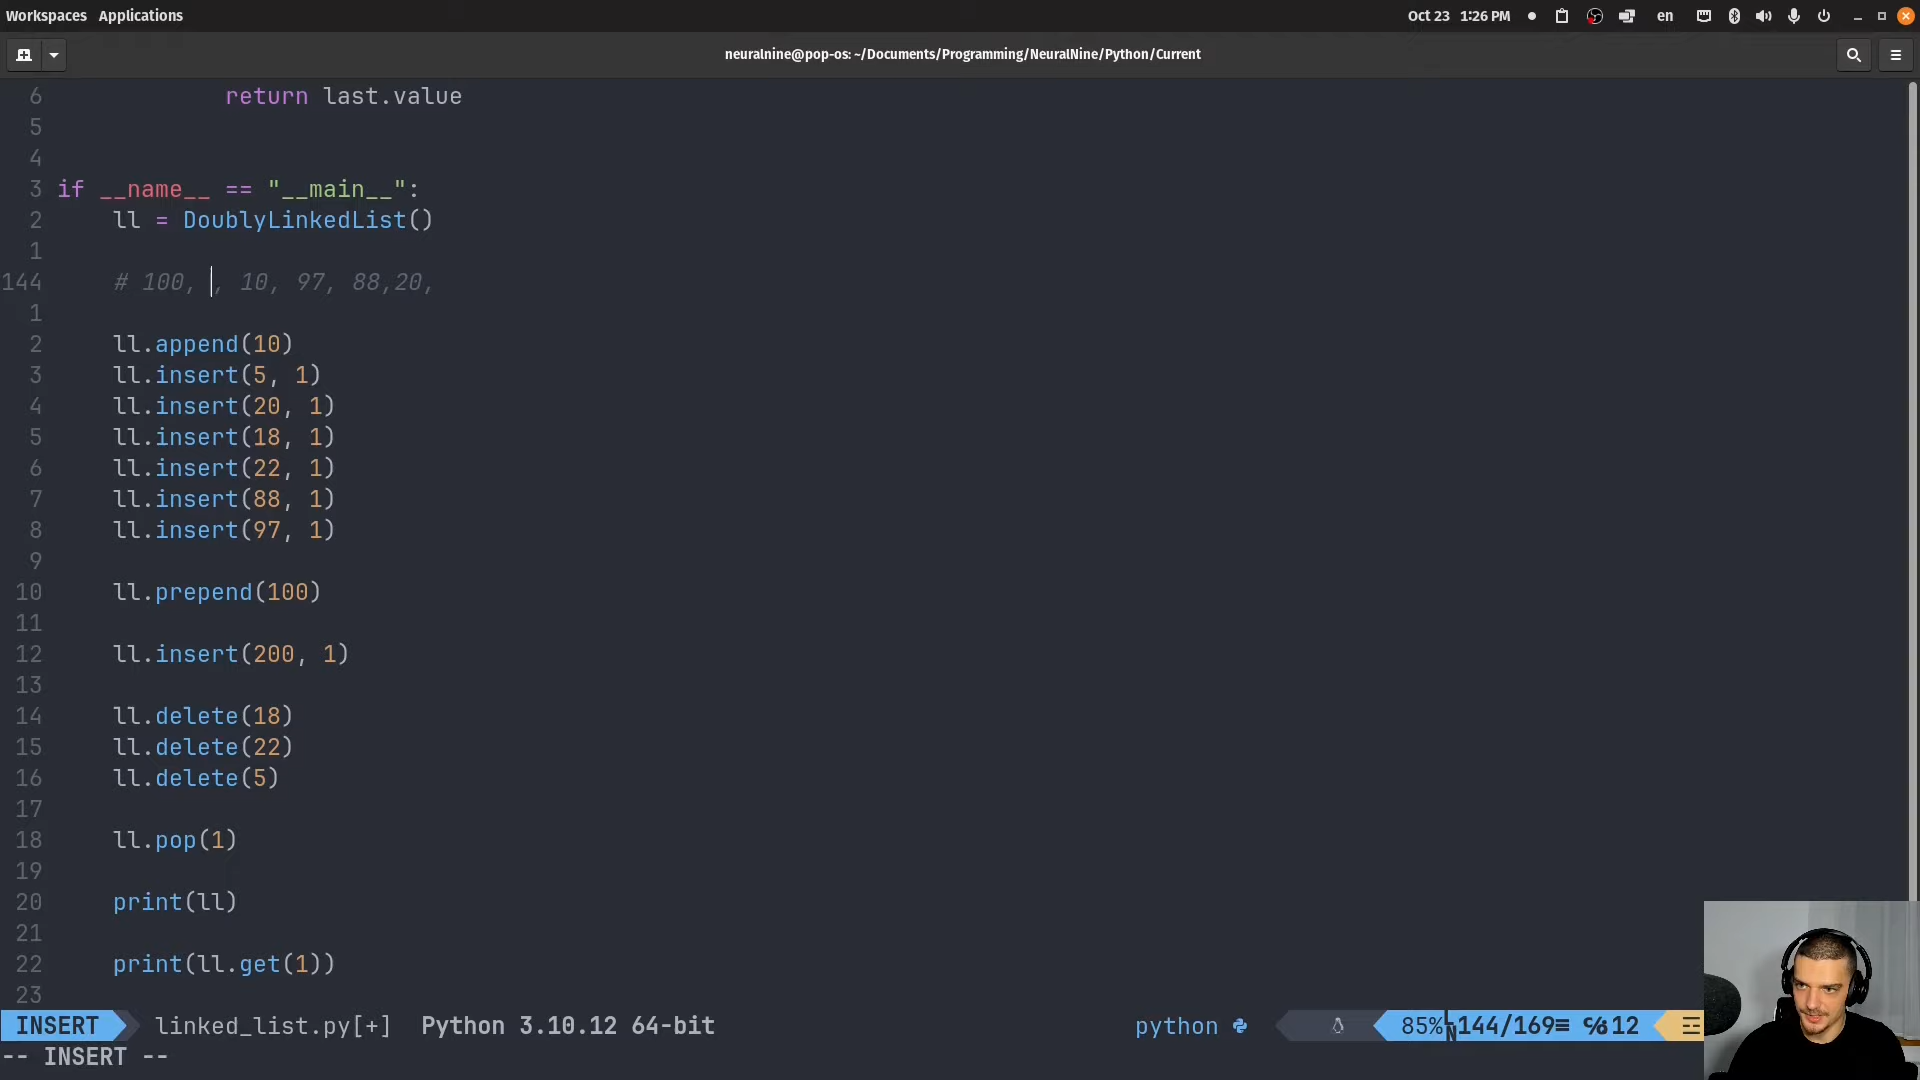 Workspaces Applications Oct 23 1:26 PM en
neuralnine@pop-os: ~/Documents/Programming/NeuralNine/Python/Current
6 return last.value
5
4
3 if __name__ == "__main__":
2 ll = DoublyLinkedList()
1
144 # 100, , 10, 97, 88,20,
1
2 ll.append(10)
3 ll.insert(5, 1)
4 ll.insert(20, 1)
5 ll.insert(18, 1)
6 ll.insert(22, 1)
7 ll.insert(88, 1)
8 ll.insert(97, 1)
9
10 ll.prepend(100)
11
12 ll.insert(200, 1)
13
14 ll.delete(18)
15 ll.delete(22)
16 ll.delete(5)
17
18 ll.pop(1)
19
20 print(ll)
21
22 print(ll.get(1))
23
INSERT linked_list.py[+] Python 3.10.12 64-bit python 85% 144/169≡ ℅12
-- INSERT --